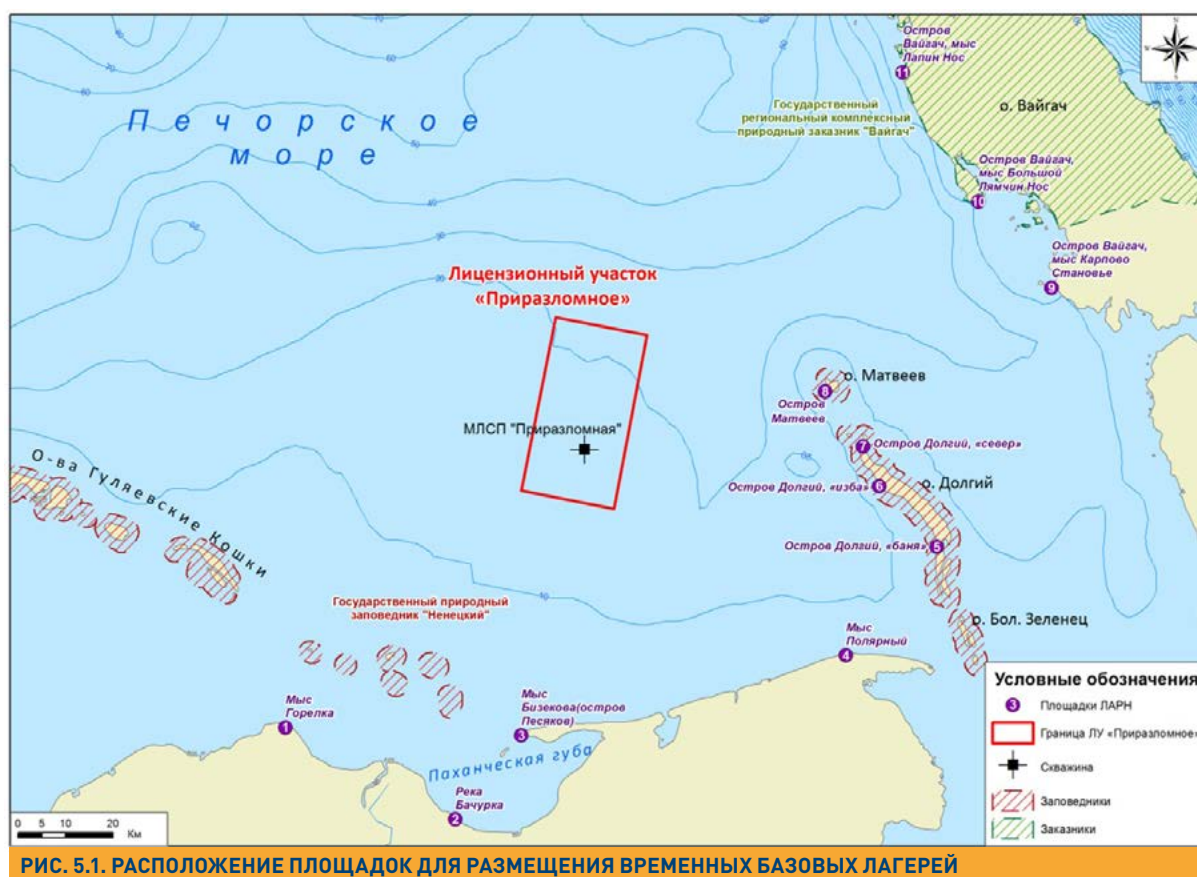 Печорское
море
Остров
Вайгач, мыс
Лапин Нос
11
Государственный
региональный комплексный
природный заказник "Вайгач"
о. Вайгач
Остров Вайгач,
мыс Большой
Лямчин Нос
10
Остров Вайгач,
мыс Карпово
Становье
9
Лицензионный участок
«Приразломное»
МЛСП "Приразломная"
о. Матвеев
8
Остров
Матвеев
7
Остров Долгий, «север»
Остров Долгий, «изба»
6
о. Долгий
Остров Долгий, «баня»
5
О-ва Гуляевские Кошки
Государственный природный
заповедник "Ненецкий"
о. Бол. Зеленец
Мыс
Полярный
4
Мыс
Горелка
1
Мыс
Бизекова(остров
Песяков)
3
Паханческая губа
Река
Бачурка
2
Условные обозначения
3 Площадки ЛАРН
Граница ЛУ «Приразломное»
Скважина
Заповедники
Заказники
0 5 10 20
Км
РИС. 5.1. РАСПОЛОЖЕНИЕ ПЛОЩАДОК ДЛЯ РАЗМЕЩЕНИЯ ВРЕМЕННЫХ БАЗОВЫХ ЛАГЕРЕЙ